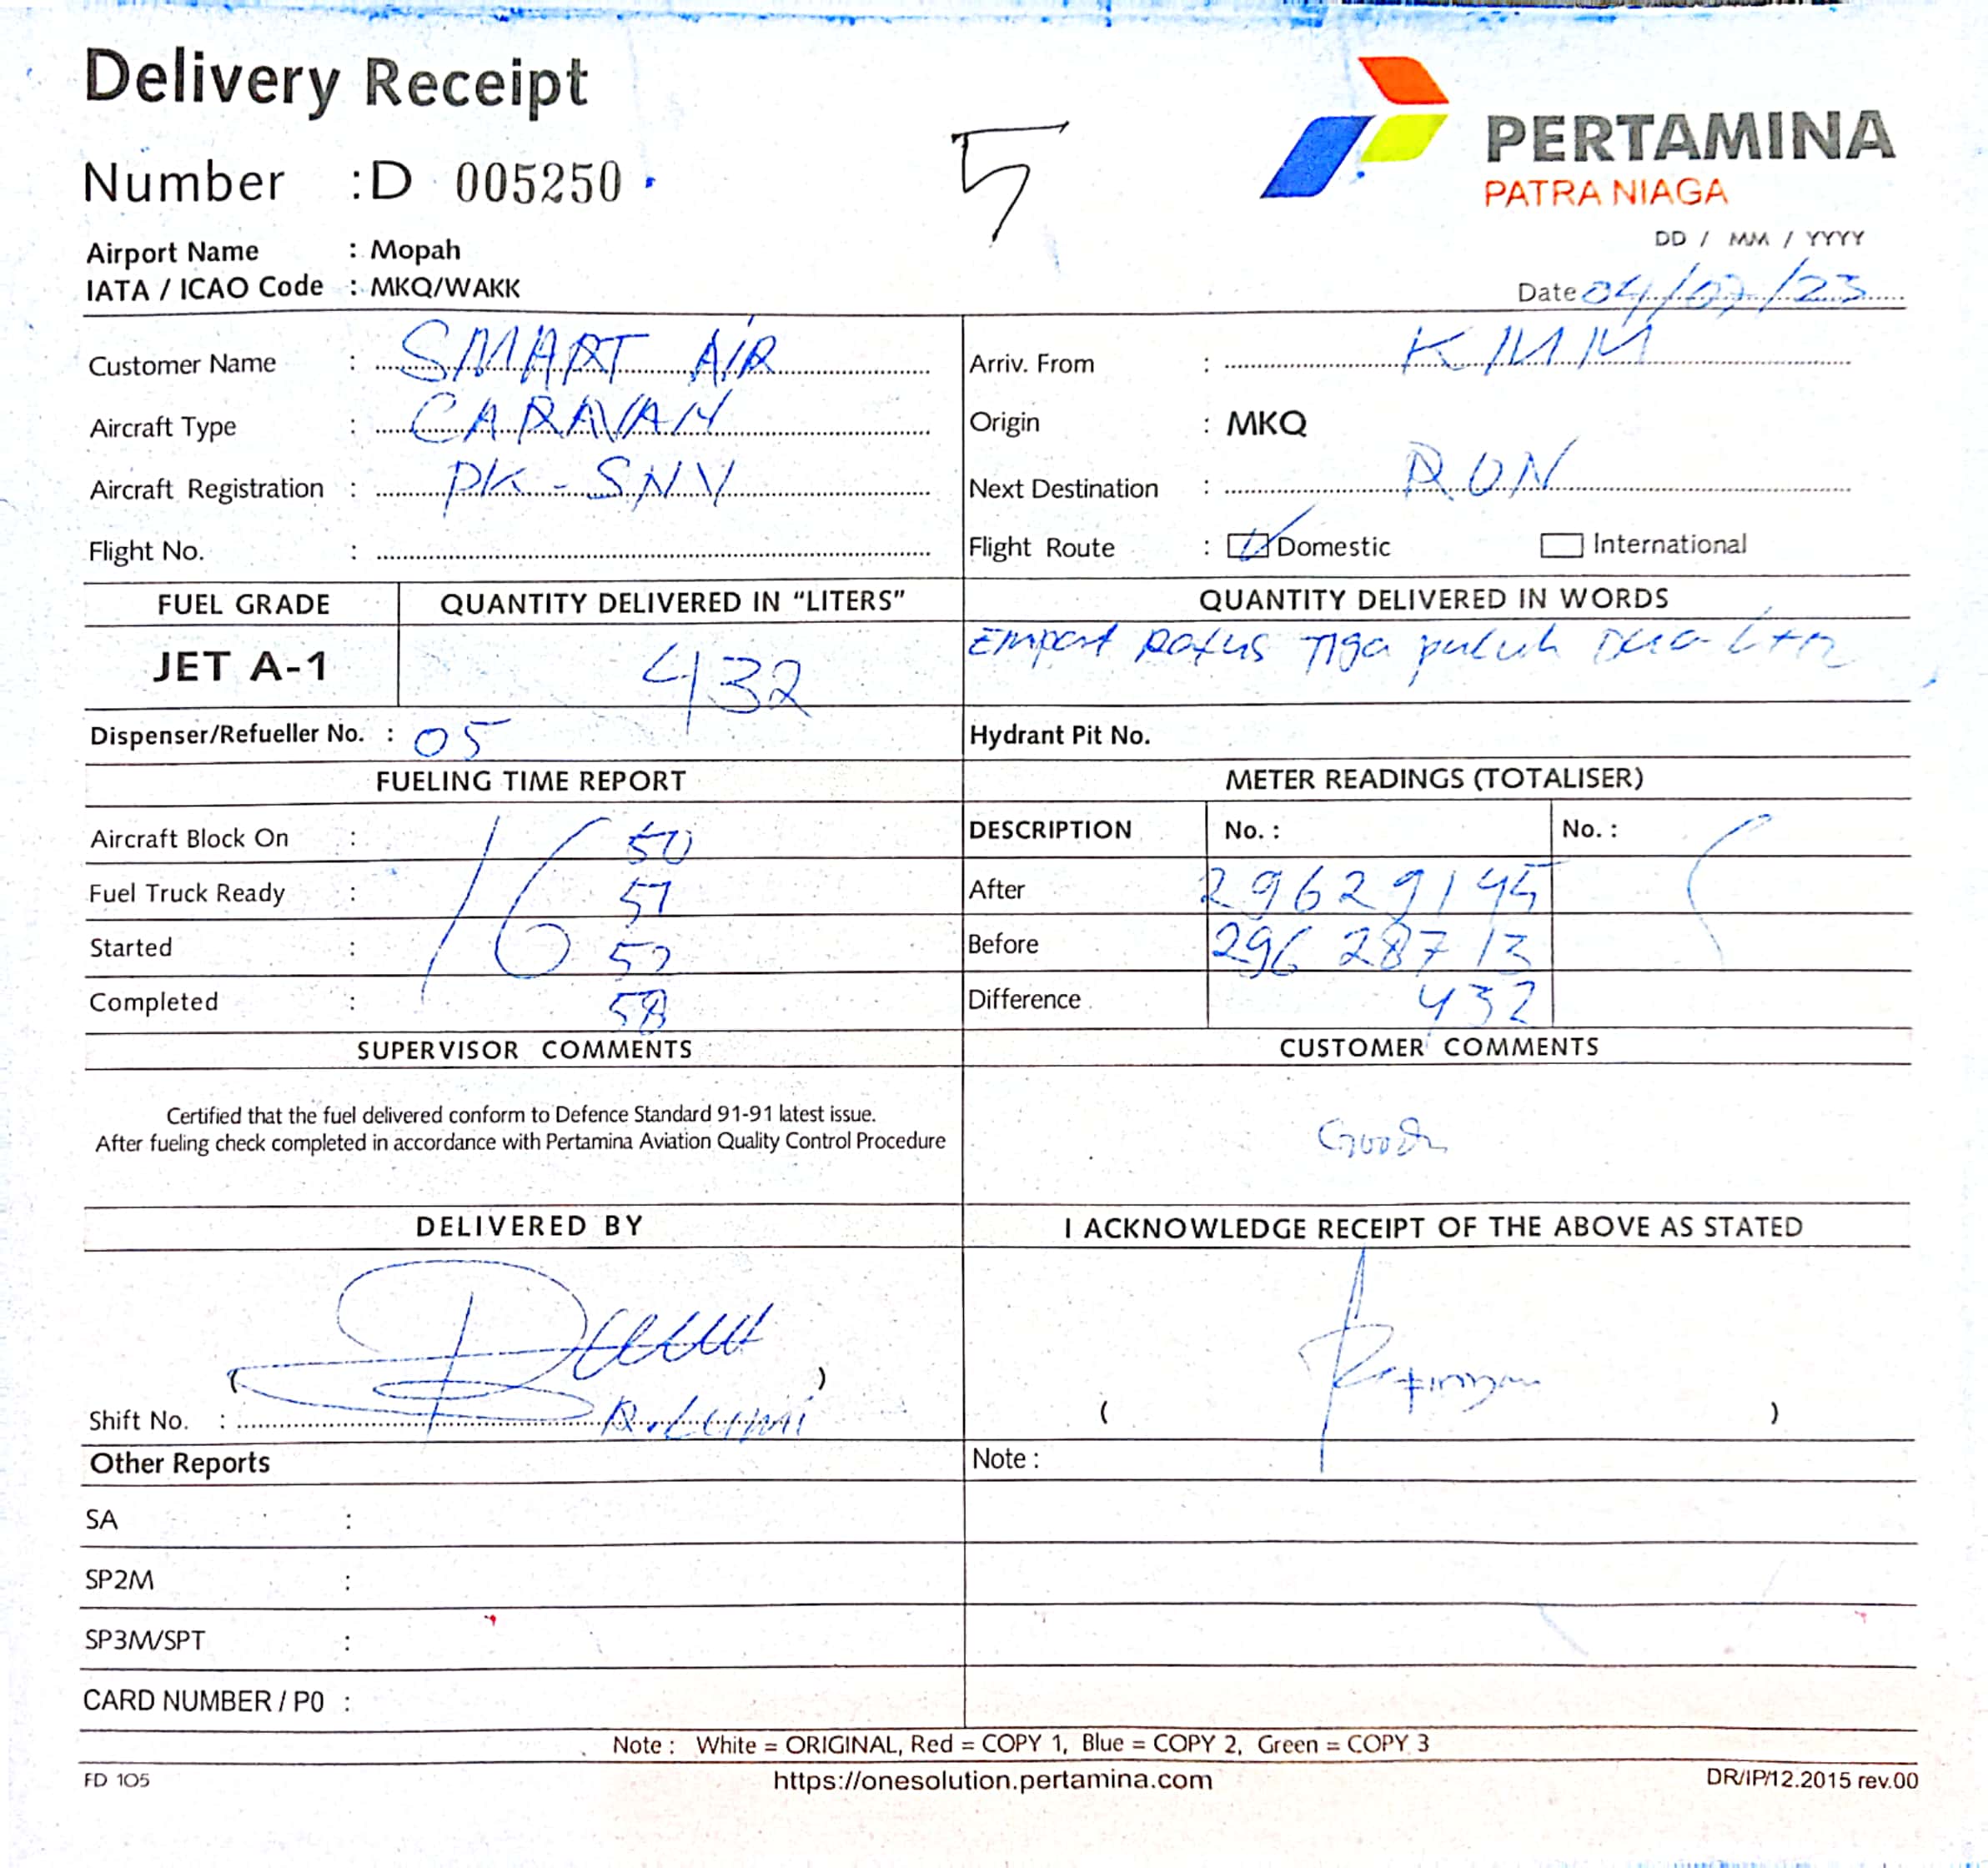 Delivery Receipt
Number : D 005250
5
PERTAMINA
PATRA NIAGA
Airport Name : Mopah
IATA / ICAO Code : MKQ/WAKK
DD / MM / YYYY
Date 04/07/23
Customer Name : SMART AIR
Aircraft Type : CARAVAN
Aircraft Registration : PK-SNY
Flight No. :
Arriv. From : KMM
Origin : MKQ
Next Destination : RON
Flight Route : Domestic International
FUEL GRADE QUANTITY DELIVERED IN "LITERS" QUANTITY DELIVERED IN WORDS
JET A-1 432 Empat Ratus Tiga puluh Dua Ltr
Dispenser/Refueller No. : 05 Hydrant Pit No.
FUELING TIME REPORT METER READINGS (TOTALISER)
DESCRIPTION No. : No. :
Aircraft Block On : 16 50
Fuel Truck Ready : 51
Started : 52
Completed : 58
After 29629145
Before 29628713
Difference 432
SUPERVISOR COMMENTS CUSTOMER COMMENTS
Certified that the fuel delivered conform to Defence Standard 91-91 latest issue.
After fueling check completed in accordance with Pertamina Aviation Quality Control Procedure
Good
DELIVERED BY I ACKNOWLEDGE RECEIPT OF THE ABOVE AS STATED
( )
Shift No. :
( )
Other Reports Note :
SA :
SP2M :
SP3M/SPT :
CARD NUMBER / PO :
Note : White = ORIGINAL, Red = COPY 1, Blue = COPY 2, Green = COPY 3
FD 105 https://onesolution.pertamina.com DR/IP/12.2015 rev.00